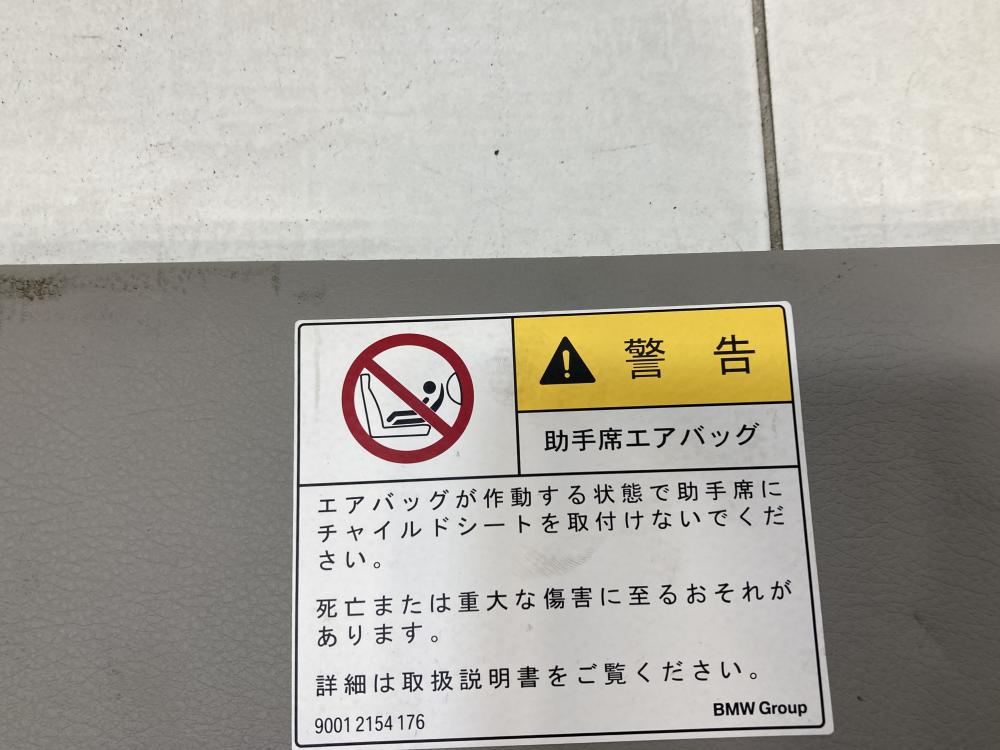 警告
助手席エアバッグ
エアバッグが作動する状態で助手席に
チャイルドシートを取付けないでくだ
さい。
死亡または重大な傷害に至るおそれが
あります。
詳細は取扱説明書をご覧ください。
9001 2154 176
BMW Group